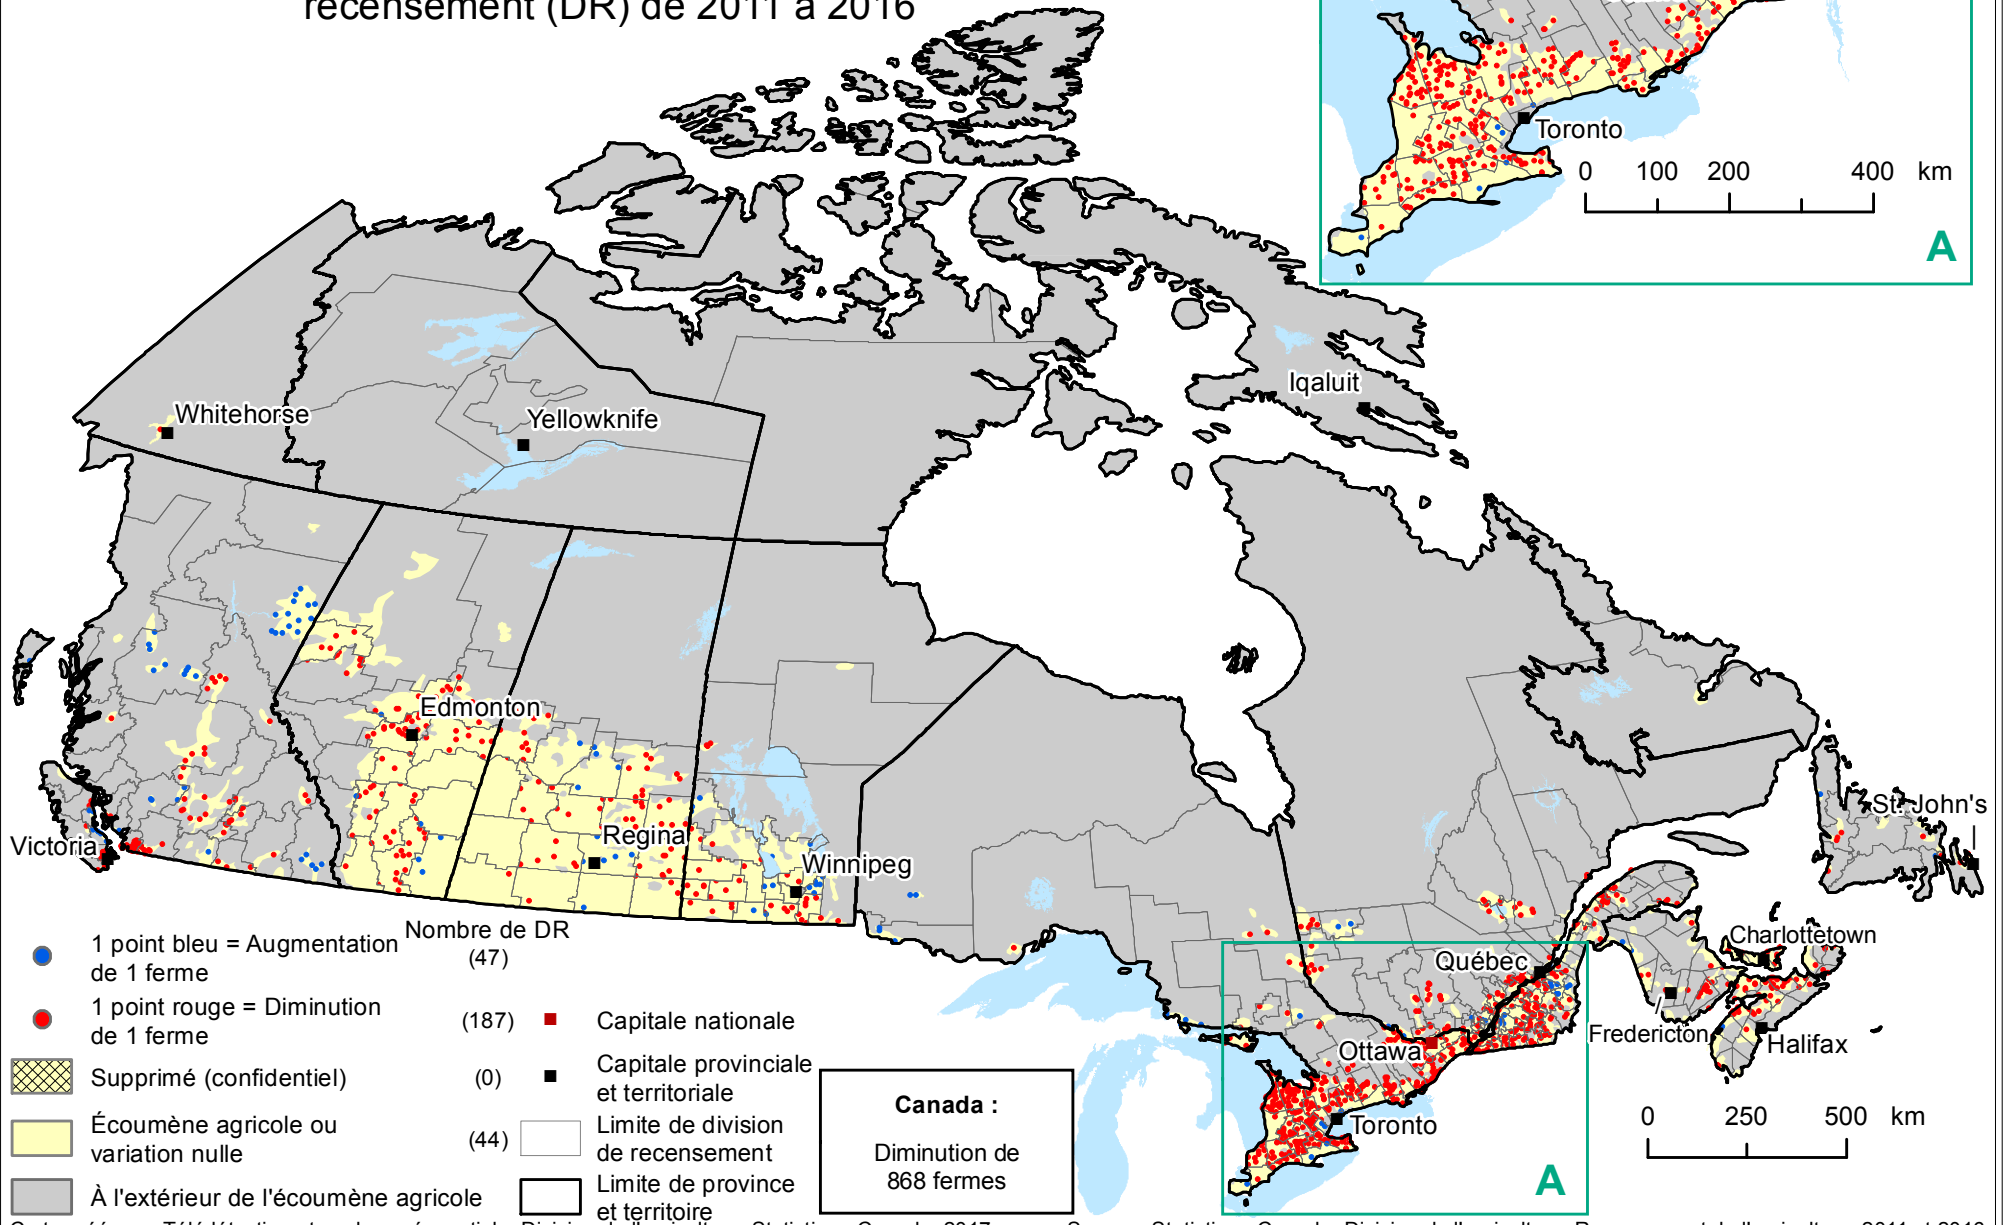 recensement (DR) de 2011 à 2016
Toronto
0 100 200 400 km
A
Iqaluit
Whitehorse
Yellowknife
Edmonton
Regina
Winnipeg
Victoria
St. John's
Charlottetown
Québec
Fredericton
Halifax
Ottawa
Toronto
0 250 500 km
A
Nombre de DR
1 point bleu = Augmentation
de 1 ferme
(47)
1 point rouge = Diminution
de 1 ferme
(187)
Supprimé (confidentiel)
(0)
Écoumène agricole ou
variation nulle
(44)
À l'extérieur de l'écoumène agricole
Capitale nationale
Capitale provinciale
et territoriale
Limite de division
de recensement
Limite de province
et territoire
Canada :
Diminution de
868 fermes